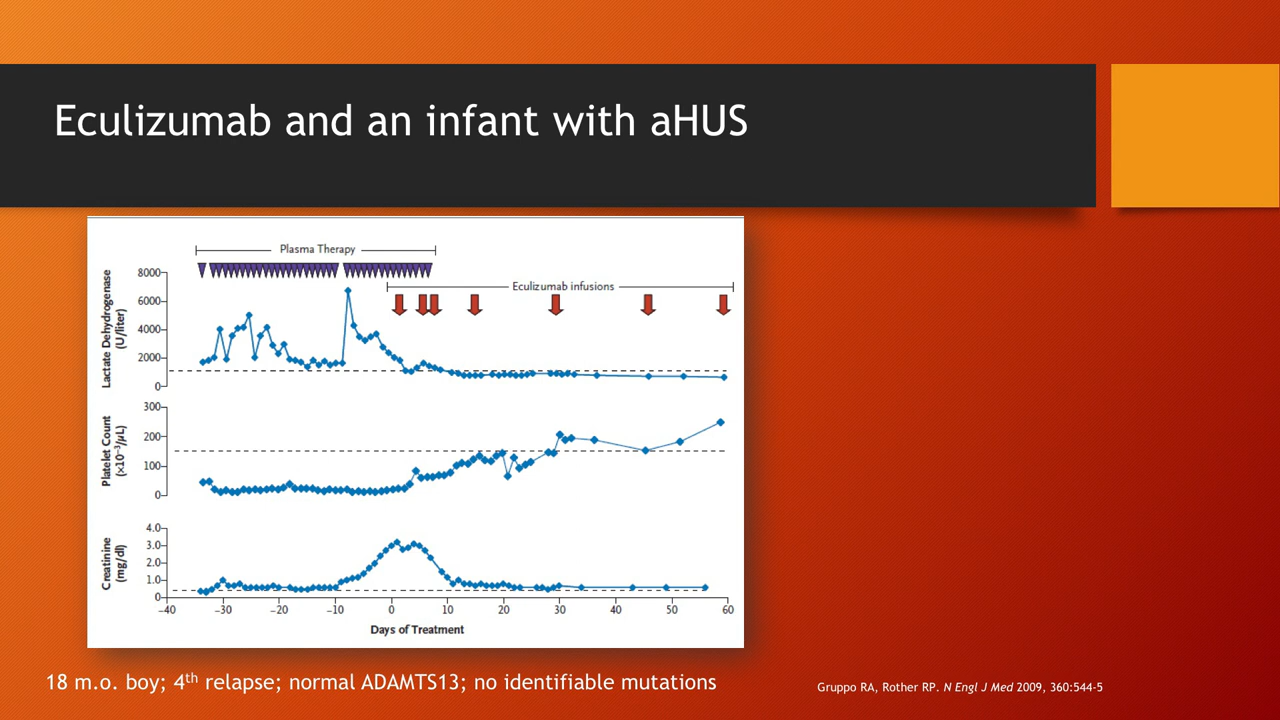 Eculizumab and an infant with aHUS
Plasma Therapy
Eculizumab infusions
Lactate Dehydrogenase
(U/liter)
8000
6000
4000
2000
0
Platelet Count
(×10⁻³/µL)
300
200
100
0
Creatinine
(mg/dl)
4.0
3.0
2.0
1.0
0
−40 −30 −20 −10 0 10 20 30 40 50 60
Days of Treatment
18 m.o. boy; 4th relapse; normal ADAMTS13; no identifiable mutations
Gruppo RA, Rother RP. N Engl J Med 2009, 360:544-5